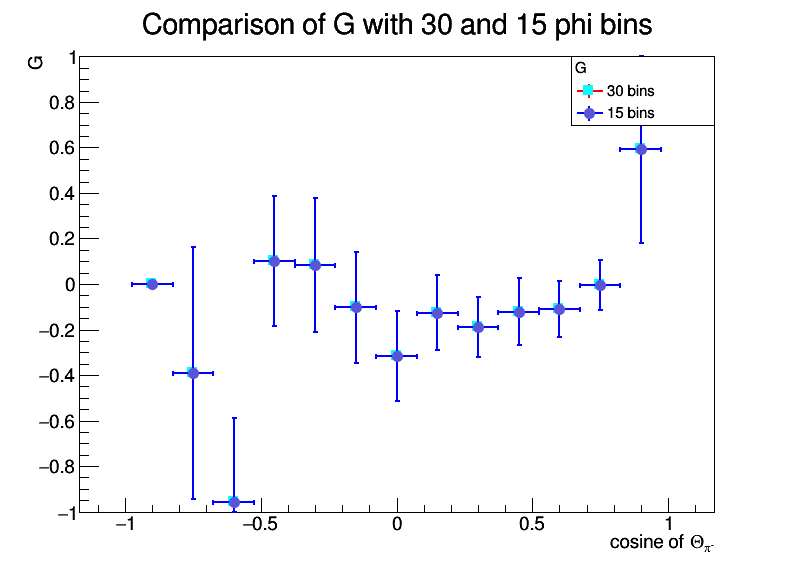 Comparison of G with 30 and 15 phi bins
G
1
0.8
0.6
0.4
0.2
0
−0.2
−0.4
−0.6
−0.8
−1
G
30 bins
15 bins
−1
−0.5
0
0.5
1
cosine of Θπ-